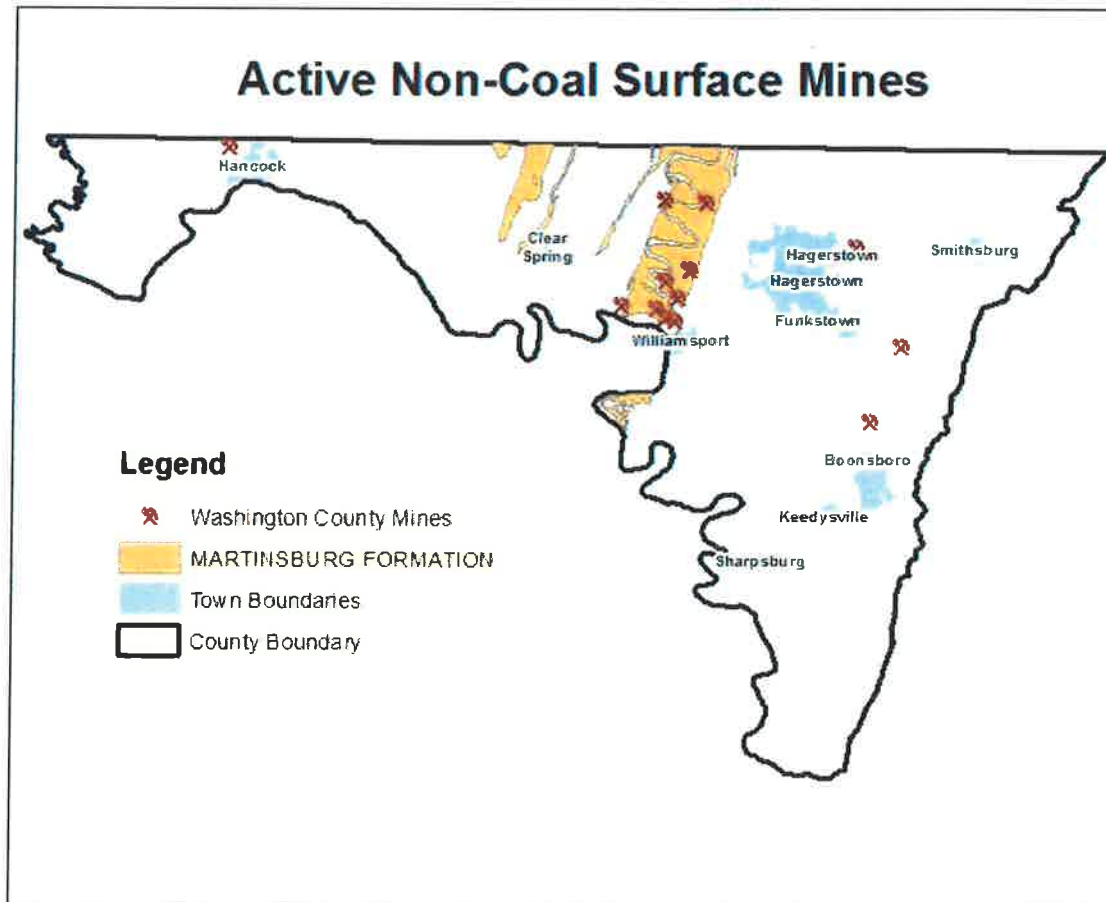 Active Non-Coal Surface Mines
Hancock
Clear
Spring
Hagerstown
Smithsburg
Hagerstown
Funkstown
Williamsport
Boonsboro
Keedysville
Sharpsburg
Legend
Washington County Mines
MARTINSBURG FORMATION
Town Boundaries
County Boundary